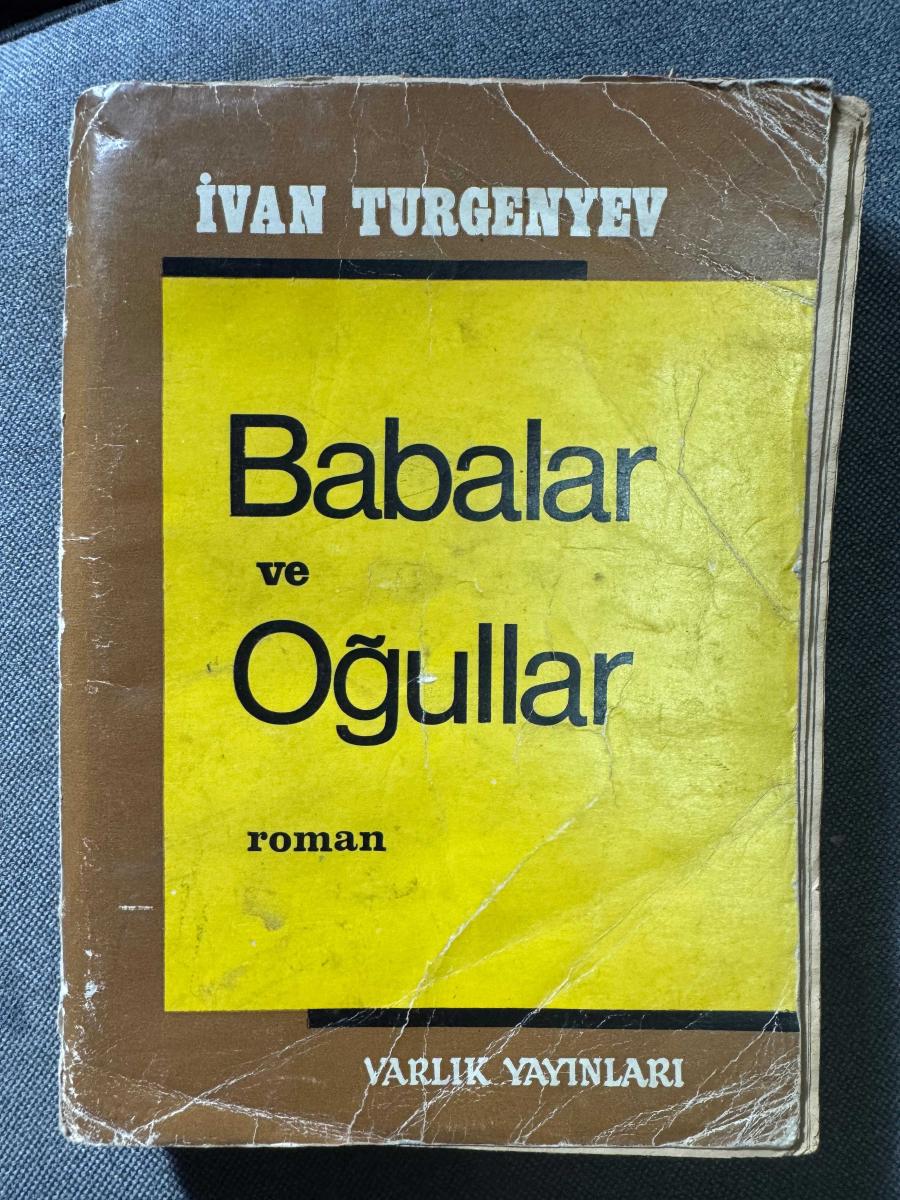 İVAN TURGENYEV
Babalar
ve
Oğullar
roman
VARLIK YAYINLARI